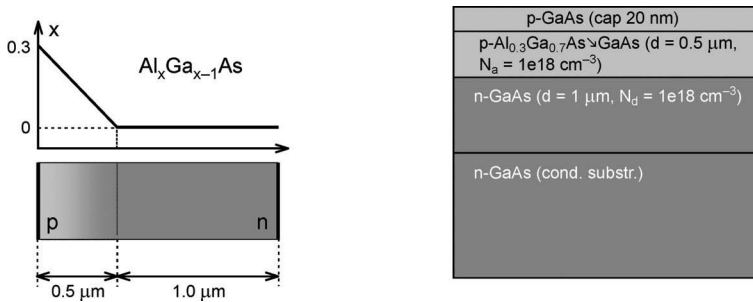 x
0.3
AlₓGaₓ₋₁As
0
p
n
0.5 μm
1.0 μm
p-GaAs (cap 20 nm)
p-Al₀.₃Ga₀.₇As↘GaAs (d = 0.5 μm,
Nₐ = 1e18 cm⁻³)
n-GaAs (d = 1 μm, N_d = 1e18 cm⁻³)
n-GaAs (cond. substr.)